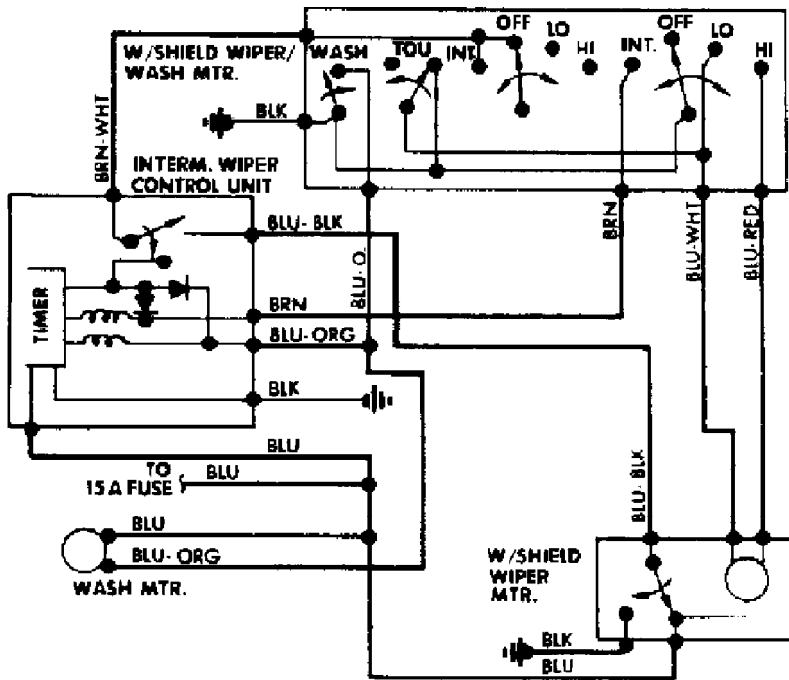 W/SHIELD WIPER/
WASH MTR.
WASH
TOU
INT.
OFF
LO
HI
INT.
OFF
LO
HI
BLK
BRN-WHT
INTERM. WIPER
CONTROL UNIT
BLU-BLK
BLU-O.
BRN
BLU-WHT
BLU-RED
TIMER
BRN
BLU-ORG
BLK
BLU
TO
15A FUSE
BLU
BLU
BLU-ORG
WASH MTR.
BLU-BLK
W/SHIELD
WIPER
MTR.
BLK
BLU